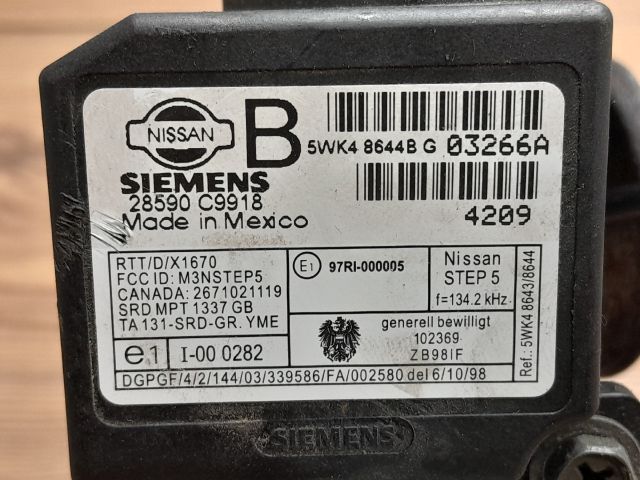 NISSAN
B
5WK4 8644B G 03266A
SIEMENS
28590 C9918
4209
Made in Mexico
RTT/D/X1670
FCC ID: M3NSTEP5
CANADA: 2671021119
SRD MPT 1337 GB
TA 131-SRD-GR. YME
E1 97RI-000005
Nissan
STEP 5
f=134.2 kHz
generell bewilligt
102369
ZB98IF
e1 I-00 0282
DGPGF/4/2/144/03/339586/FA/002580 del 6/10/98
Ref.: 5WK4 8643/8644
SIEMENS